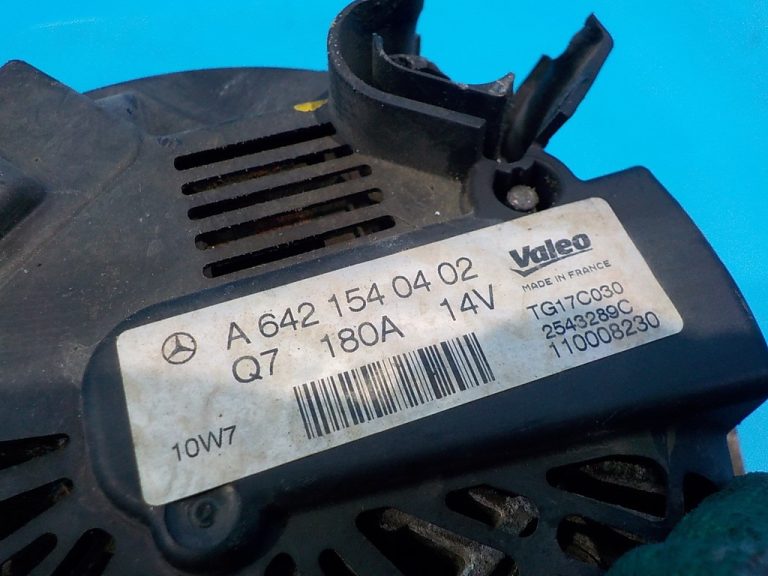 A 642 154 04 02
Q7 180A 14V
10W7
Valeo
MADE IN FRANCE
TG17C030
2543289C
110008230